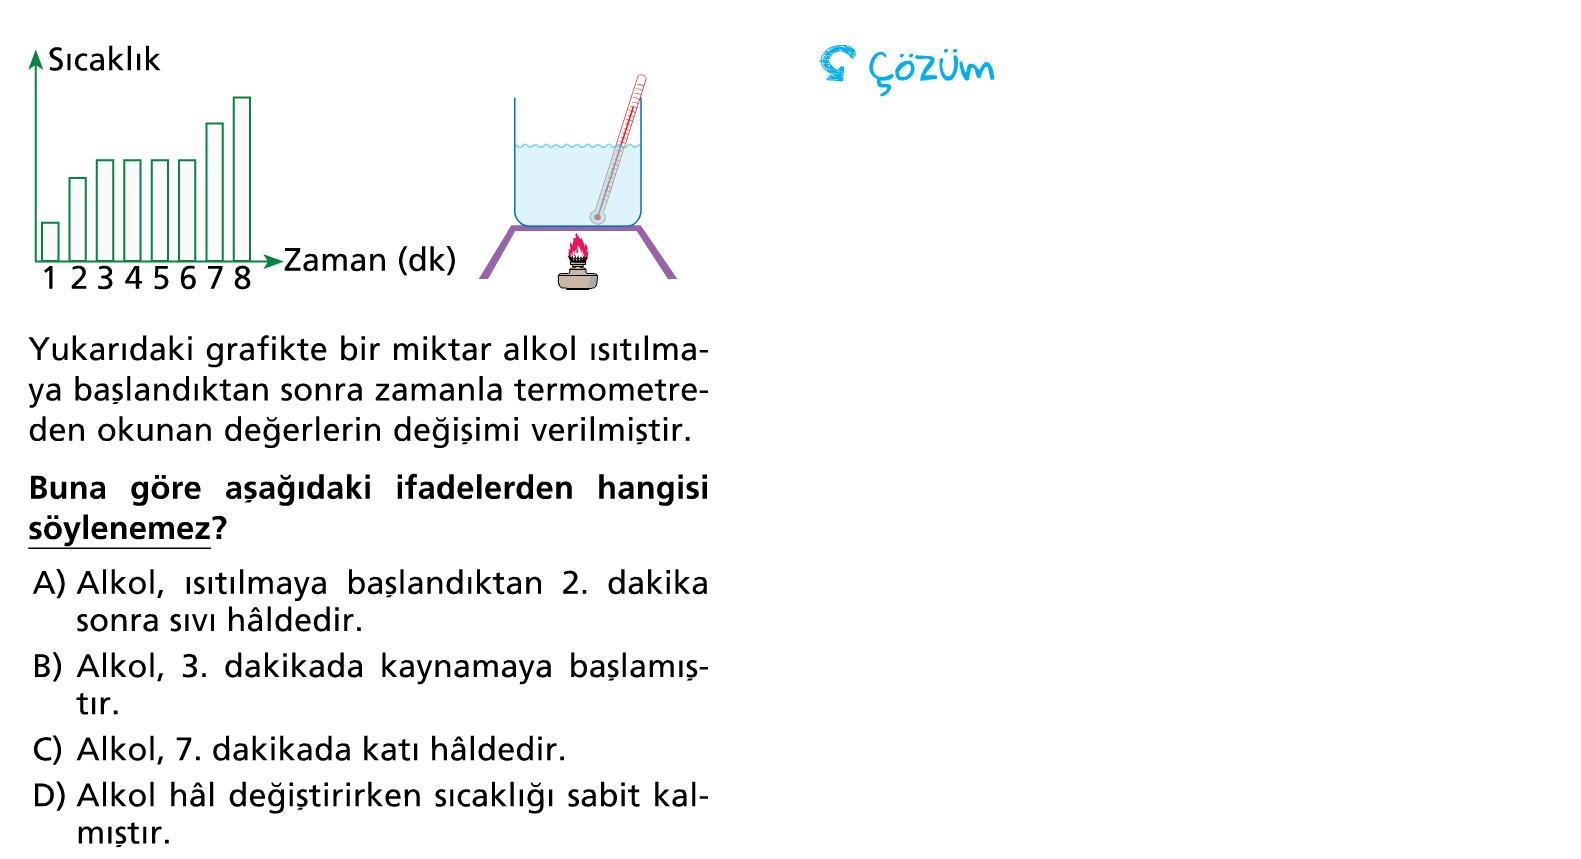 Sıcaklık
Zaman (dk)
1 2 3 4 5 6 7 8
Yukarıdaki grafikte bir miktar alkol ısıtılma-
ya başlandıktan sonra zamanla termometre-
den okunan değerlerin değişimi verilmiştir.
Buna göre aşağıdaki ifadelerden hangisi
söylenemez?
A) Alkol, ısıtılmaya başlandıktan 2. dakika
sonra sıvı hâldedir.
B) Alkol, 3. dakikada kaynamaya başlamış-
tır.
C) Alkol, 7. dakikada katı hâldedir.
D) Alkol hâl değiştirirken sıcaklığı sabit kal-
mıştır.
Çözüm